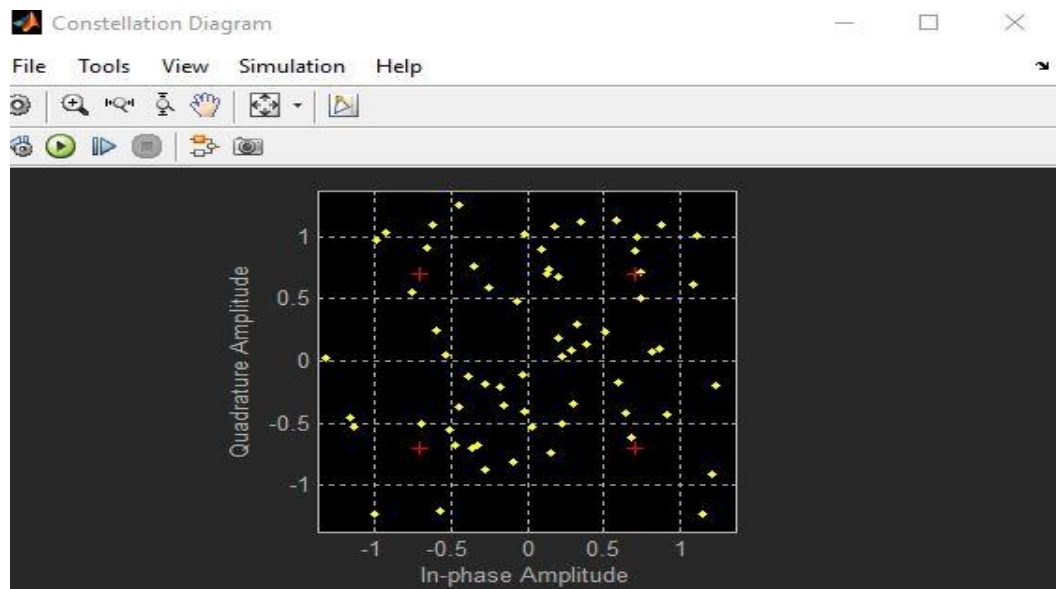 Constellation Diagram
File Tools View Simulation Help
1
0.5
0
-0.5
-1
Quadrature Amplitude
-1 -0.5 0 0.5 1
In-phase Amplitude